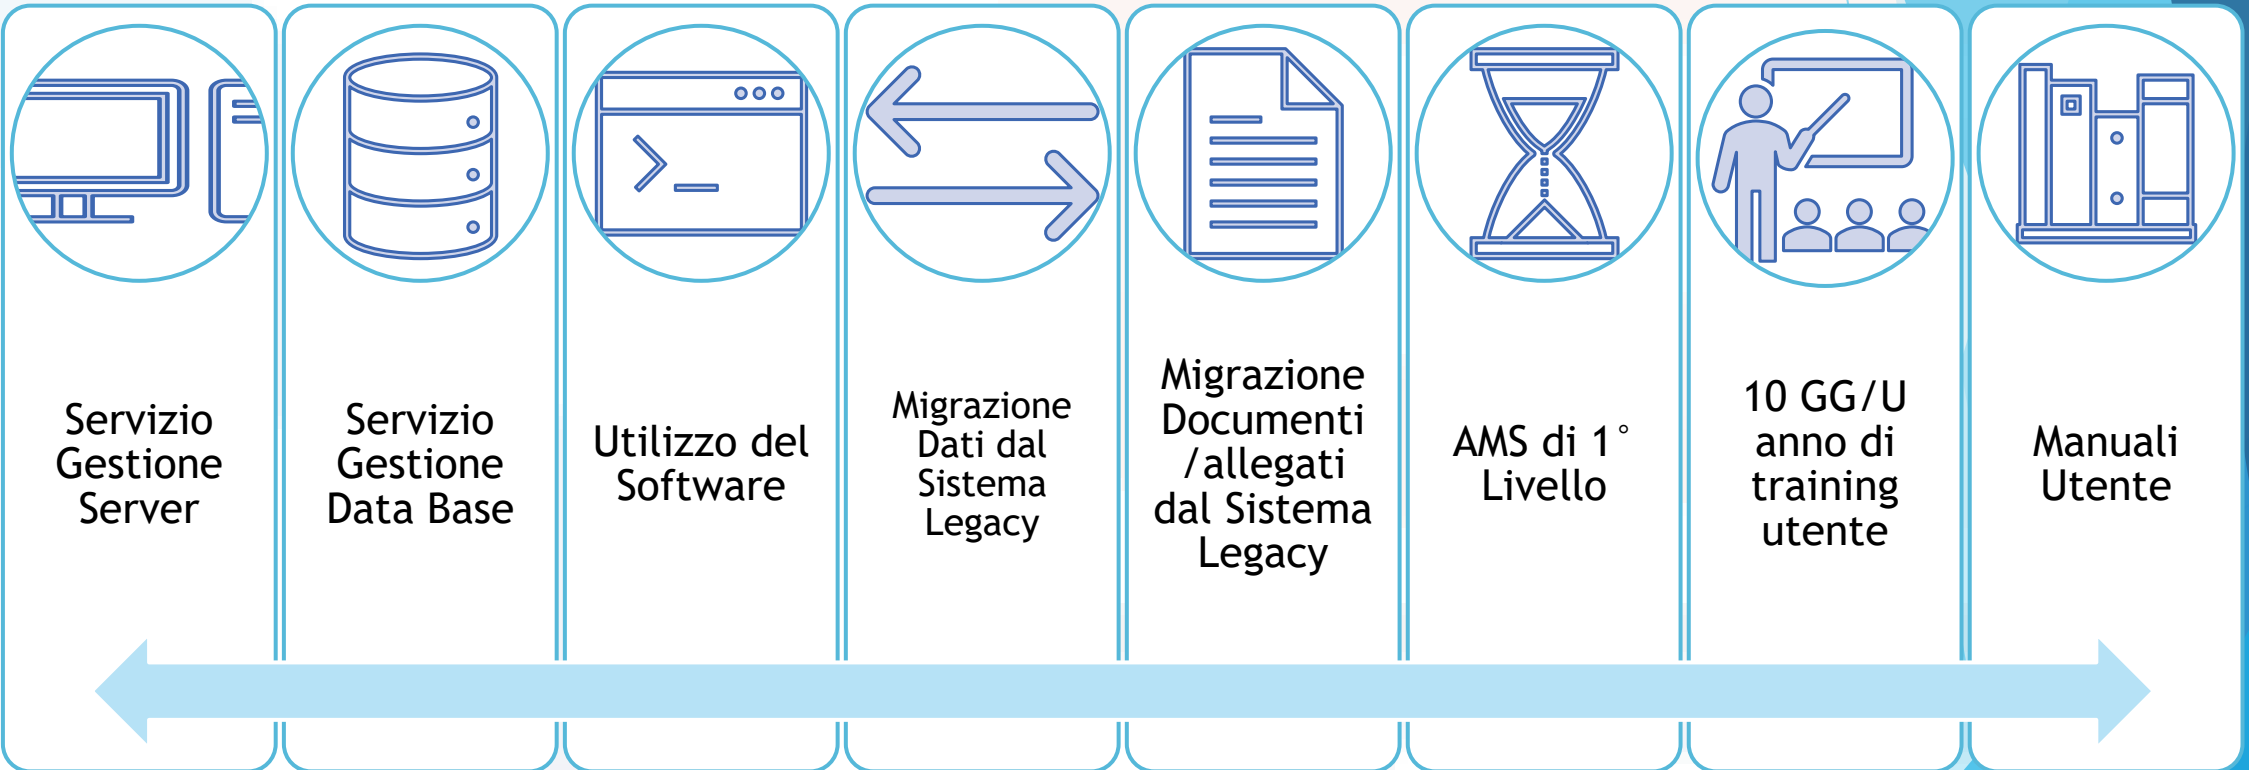 Servizio
Gestione
Server
Servizio
Gestione
Data Base
Utilizzo del
Software
Migrazione
Dati dal
Sistema
Legacy
Migrazione
Documenti
/allegati
dal Sistema
Legacy
AMS di 1°
Livello
10 GG/U
anno di
training
utente
Manuali
Utente